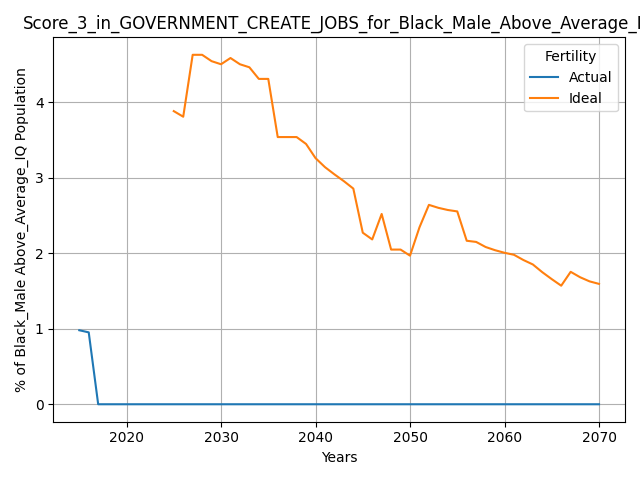 Score_3_in_GOVERNMENT_CREATE_JOBS_for_Black_Male_Above_Average_I
Fertility
Actual
Ideal
% of Black_Male Above_Average_IQ Population
4
3
2
1
0
2020 2030 2040 2050 2060 2070
Years